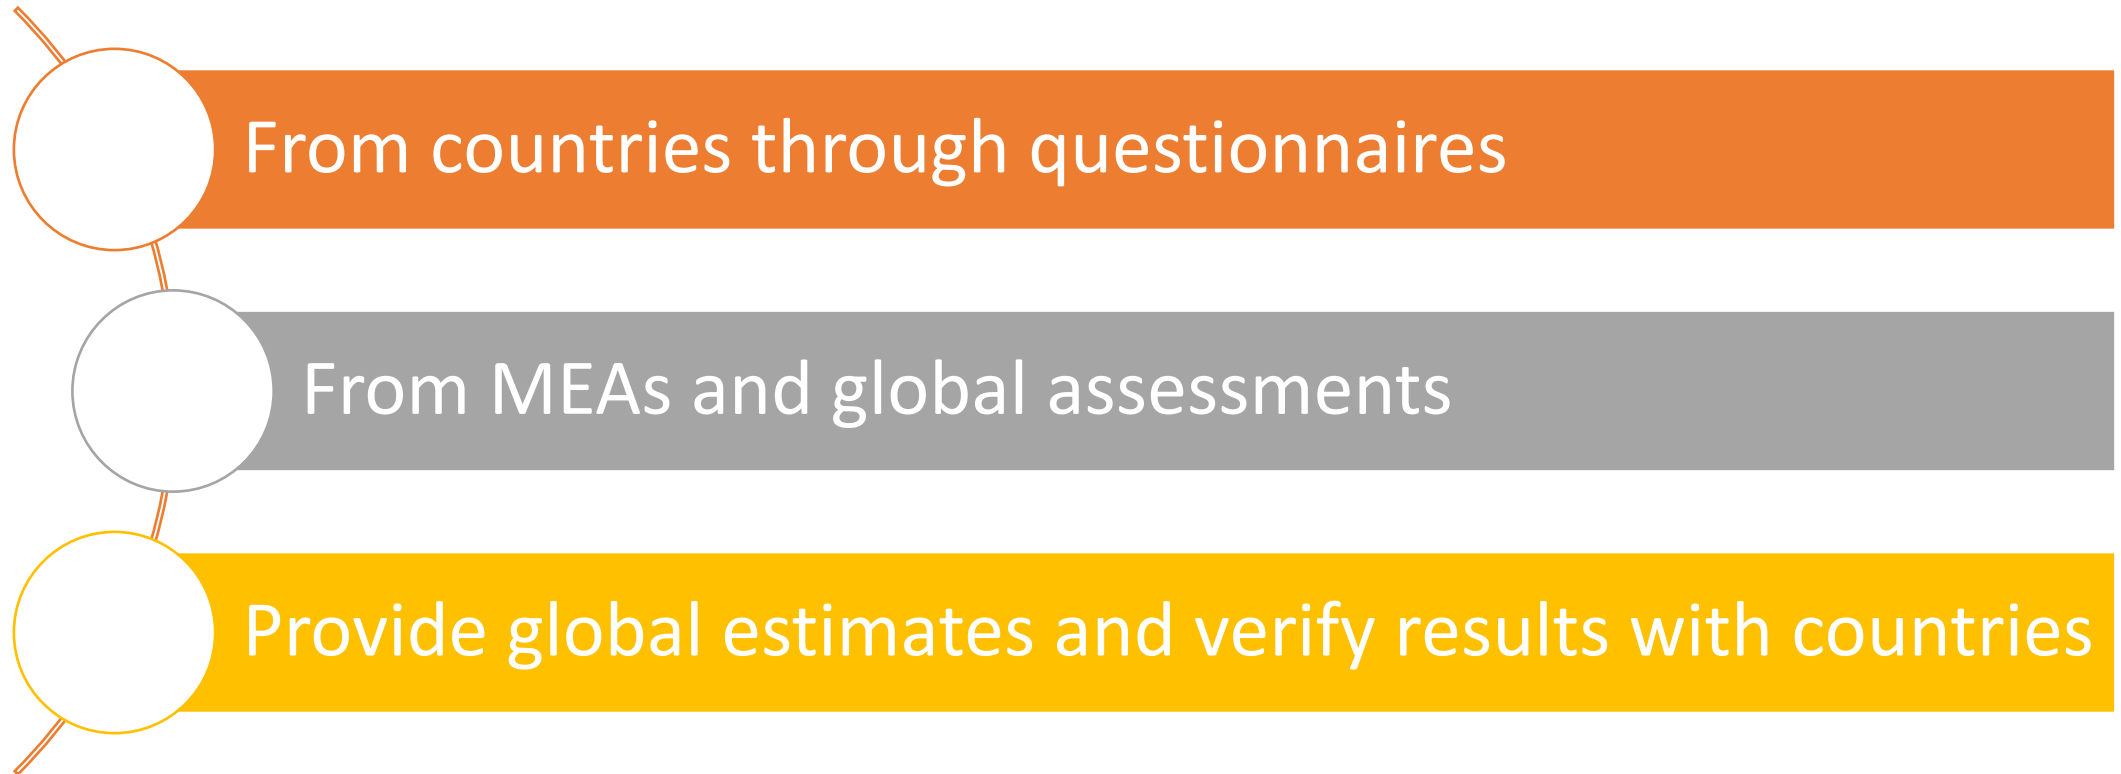 From countries through questionnaires
From MEAs and global assessments
Provide global estimates and verify results with countries